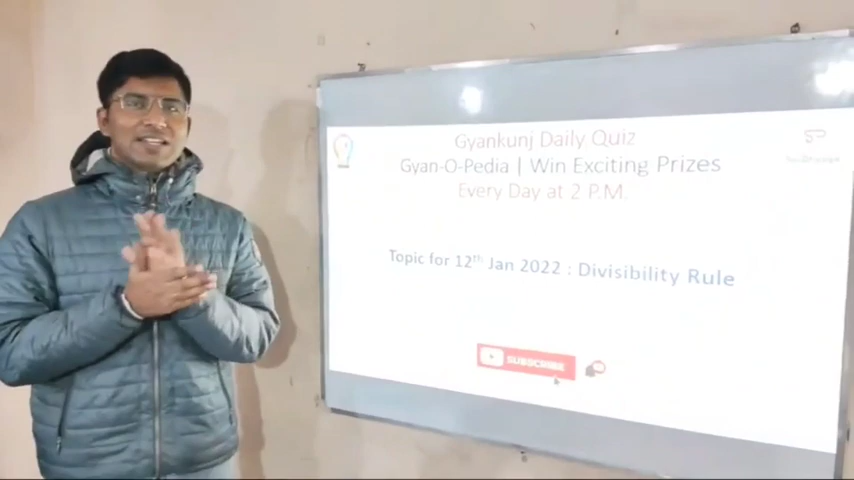 Gyankunj Daily Quiz
Gyan-O-Pedia | Win Exciting Prizes
Every Day at 2 P.M.
Topic for 12th Jan 2022 : Divisibility Rule
SUBSCRIBE